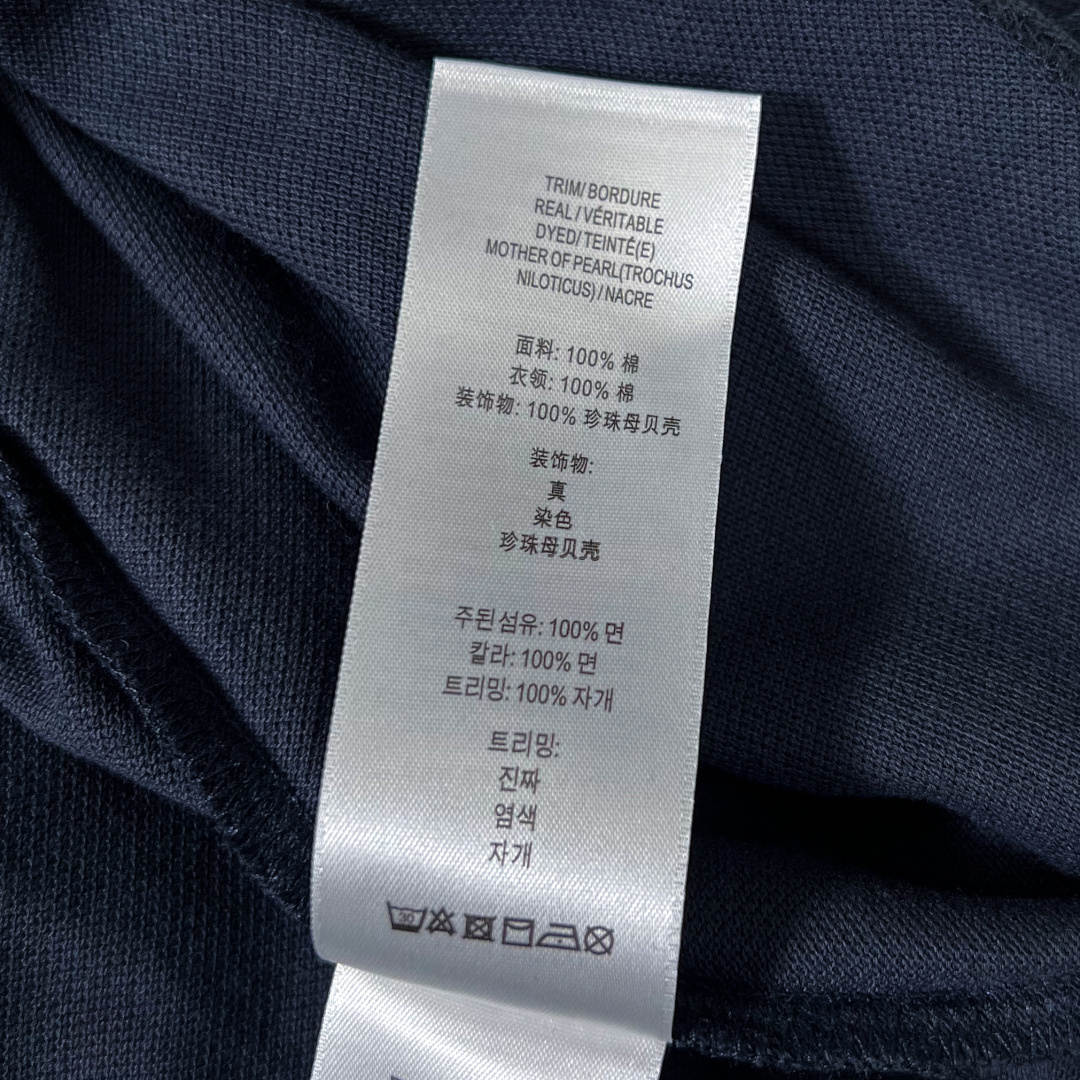 TRIM/ BORDURE
REAL / VÉRITABLE
DYED/ TEINTÉ(E)
MOTHER OF PEARL(TROCHUS
NILOTICUS) / NACRE
面料: 100% 棉
衣领: 100% 棉
装饰物: 100% 珍珠母贝壳
装饰物:
真
染色
珍珠母贝壳
주된 섬유: 100% 면
칼라: 100% 면
트리밍: 100% 자개
트리밍:
진짜
염색
자개
30